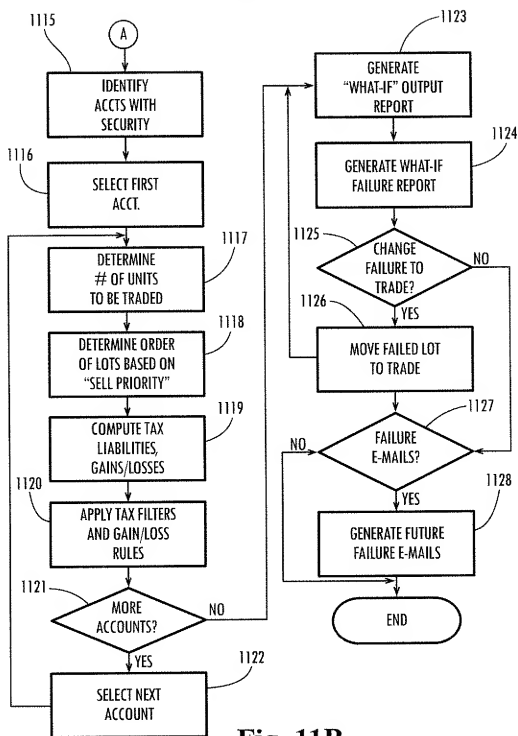 1115
A
IDENTIFY
ACCTS WITH
SECURITY
1116
SELECT FIRST
ACCT.
1117
DETERMINE
# OF UNITS
TO BE TRADED
1118
DETERMINE ORDER
OF LOTS BASED ON
"SELL PRIORITY"
1119
COMPUTE TAX
LIABILITIES,
GAINS/LOSSES
1120
APPLY TAX FILTERS
AND GAIN/LOSS
RULES
1121
MORE
ACCOUNTS?
NO
YES
1122
SELECT NEXT
ACCOUNT
1123
GENERATE
"WHAT-IF" OUTPUT
REPORT
1124
GENERATE WHAT-IF
FAILURE REPORT
1125
CHANGE
FAILURE TO
TRADE?
NO
YES
1126
MOVE FAILED LOT
TO TRADE
1127
FAILURE
E-MAILS?
NO
YES
1128
GENERATE FUTURE
FAILURE E-MAILS
END
Fig. 11B